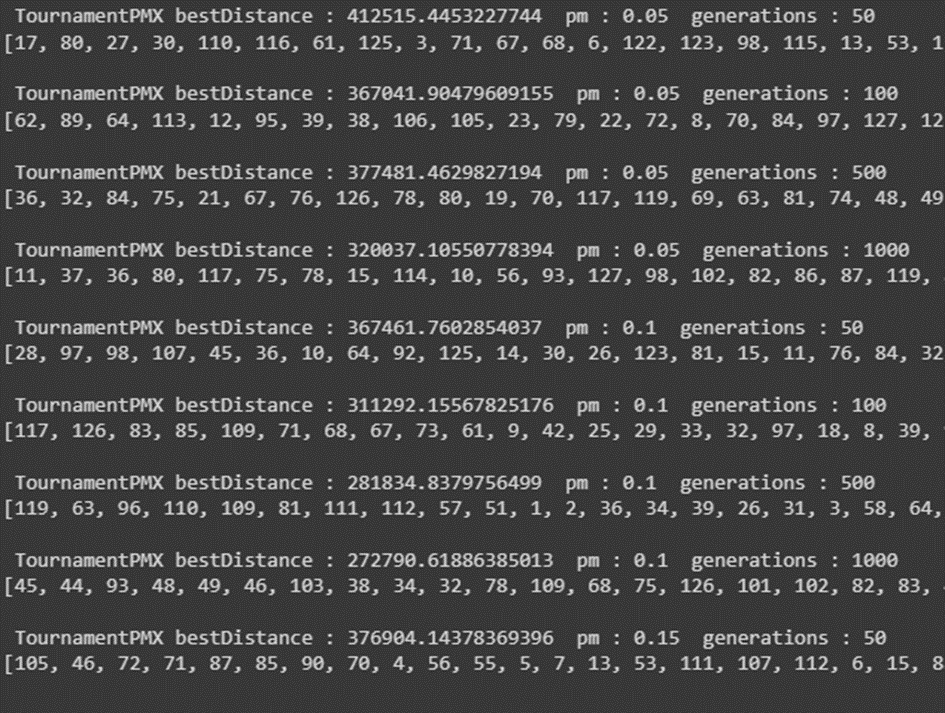 TournamentPMX bestDistance : 412515.4453227744  pm : 0.05  generations : 50
[17, 80, 27, 30, 110, 116, 61, 125, 3, 71, 67, 68, 6, 122, 123, 98, 115, 13, 53, 1
TournamentPMX bestDistance : 367041.90479609155  pm : 0.05  generations : 100
[62, 89, 64, 113, 12, 95, 39, 38, 106, 105, 23, 79, 22, 72, 8, 70, 84, 97, 127, 12
TournamentPMX bestDistance : 377481.4629827194  pm : 0.05  generations : 500
[36, 32, 84, 75, 21, 67, 76, 126, 78, 80, 19, 70, 117, 119, 69, 63, 81, 74, 48, 49
TournamentPMX bestDistance : 320037.10550778394  pm : 0.05  generations : 1000
[11, 37, 36, 80, 117, 75, 78, 15, 114, 10, 56, 93, 127, 98, 102, 82, 86, 87, 119,
TournamentPMX bestDistance : 367461.7602854037  pm : 0.1  generations : 50
[28, 97, 98, 107, 45, 36, 10, 64, 92, 125, 14, 30, 26, 123, 81, 15, 11, 76, 84, 32
TournamentPMX bestDistance : 311292.15567825176  pm : 0.1  generations : 100
[117, 126, 83, 85, 109, 71, 68, 67, 73, 61, 9, 42, 25, 29, 33, 32, 97, 18, 8, 39,
TournamentPMX bestDistance : 281834.8379756499  pm : 0.1  generations : 500
[119, 63, 96, 110, 109, 81, 111, 112, 57, 51, 1, 2, 36, 34, 39, 26, 31, 3, 58, 64,
TournamentPMX bestDistance : 272790.61886385013  pm : 0.1  generations : 1000
[45, 44, 93, 48, 49, 46, 103, 38, 34, 32, 78, 109, 68, 75, 126, 101, 102, 82, 83,
TournamentPMX bestDistance : 376904.14378369396  pm : 0.15  generations : 50
[105, 46, 72, 71, 87, 85, 90, 70, 4, 56, 55, 5, 7, 13, 53, 111, 107, 112, 6, 15, 8